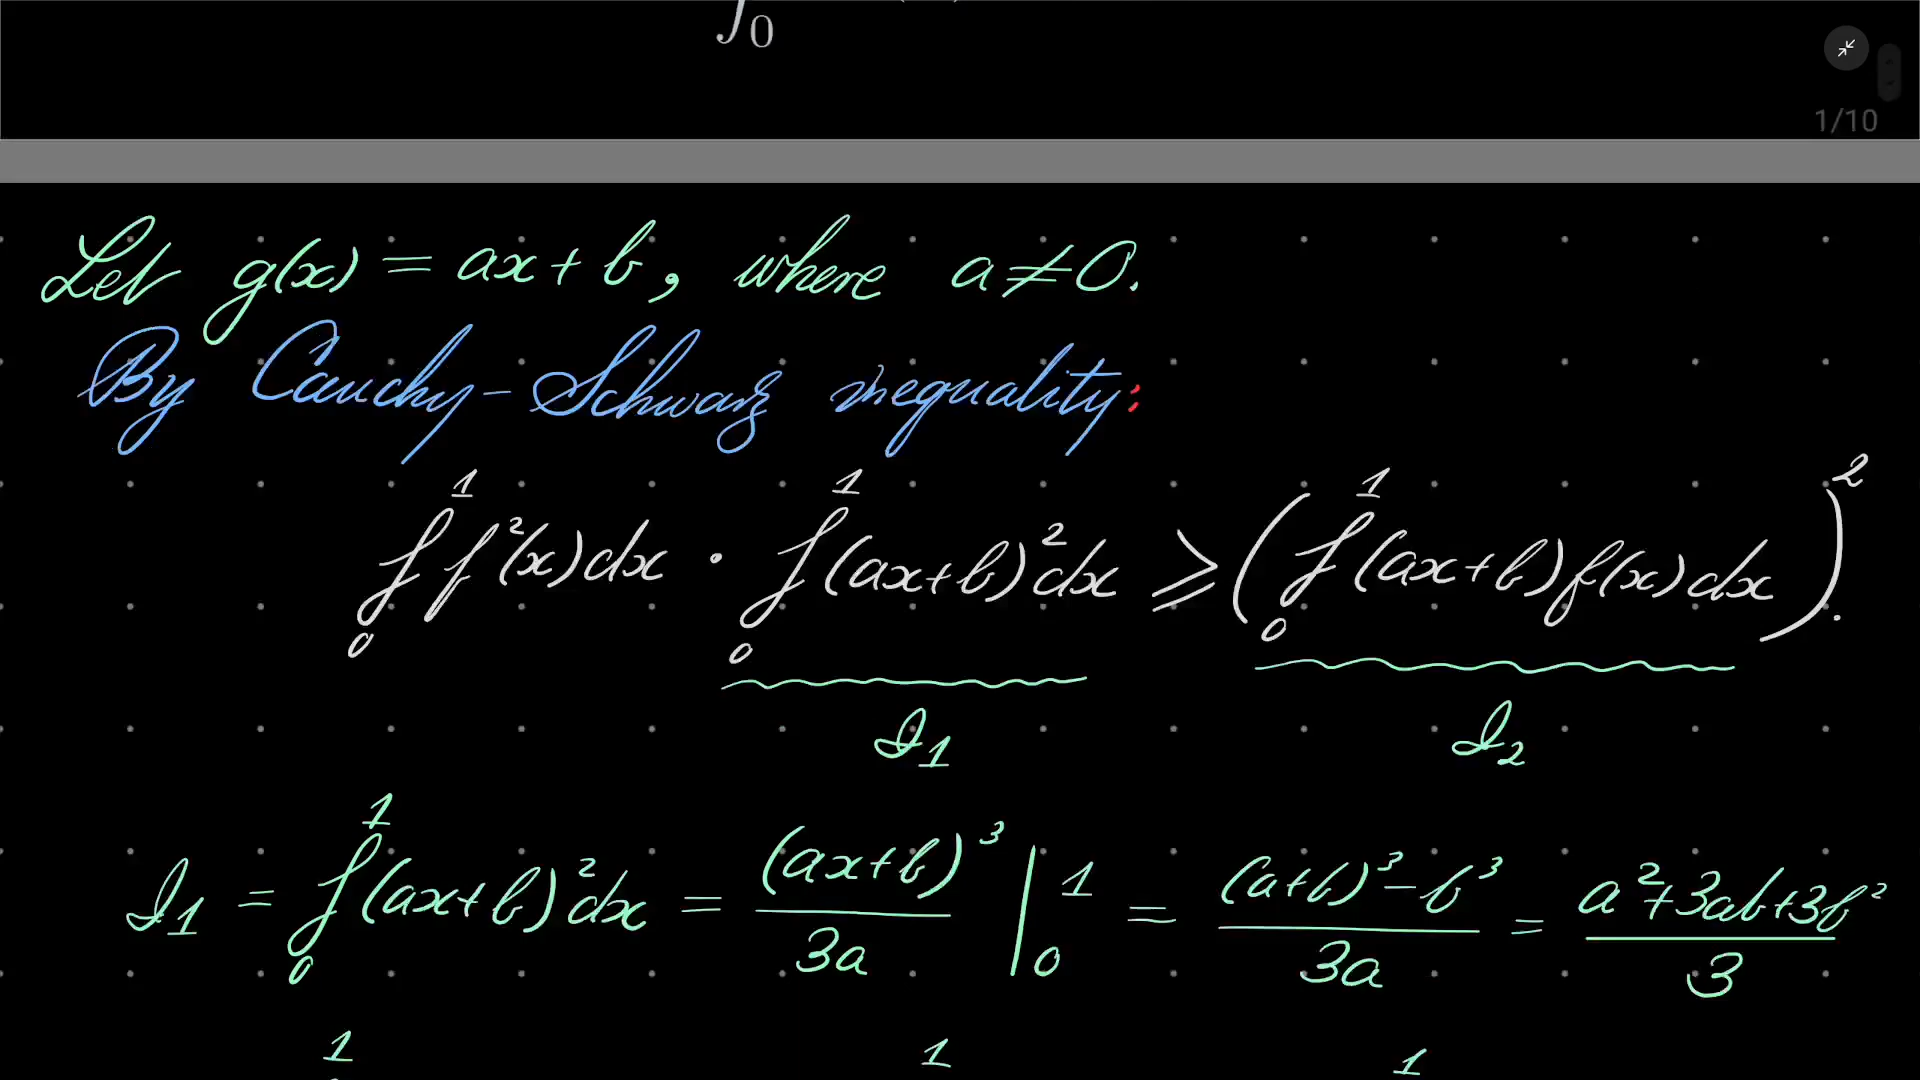 ∫₀
1/10
Let g(x) = ax + b, where a ≠ 0.
By Cauchy-Schwarz inequality:
∫₀¹ f²(x)dx · ∫₀¹ (ax+b)²dx ⩾ (∫₀¹ (ax+b)f(x)dx)².
I₁ I₂
I₁ = ∫₀¹ (ax+b)²dx = (ax+b)³/3a |₀¹ = ((a+b)³−b³)/3a = (a²+3ab+3b²)/3
1 1 1